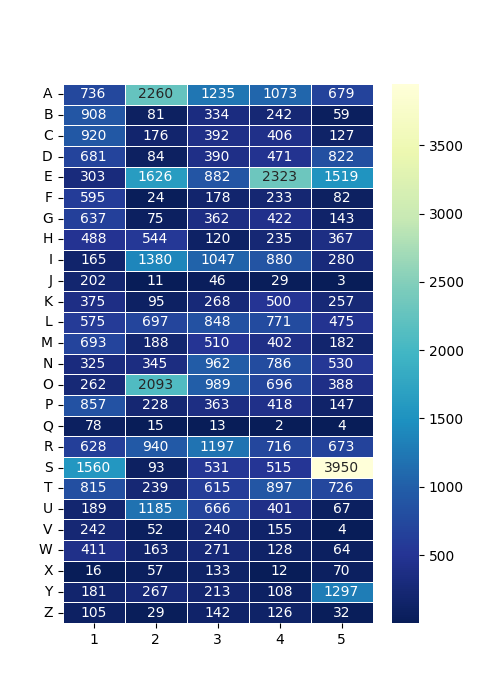 A 736 2260 1235 1073 679
B 908 81 334 242 59
C 920 176 392 406 127
D 681 84 390 471 822
E 303 1626 882 2323 1519
F 595 24 178 233 82
G 637 75 362 422 143
H 488 544 120 235 367
I 165 1380 1047 880 280
J 202 11 46 29 3
K 375 95 268 500 257
L 575 697 848 771 475
M 693 188 510 402 182
N 325 345 962 786 530
O 262 2093 989 696 388
P 857 228 363 418 147
Q 78 15 13 2 4
R 628 940 1197 716 673
S 1560 93 531 515 3950
T 815 239 615 897 726
U 189 1185 666 401 67
V 242 52 240 155 4
W 411 163 271 128 64
X 16 57 133 12 70
Y 181 267 213 108 1297
Z 105 29 142 126 32
1 2 3 4 5
3500
3000
2500
2000
1500
1000
500